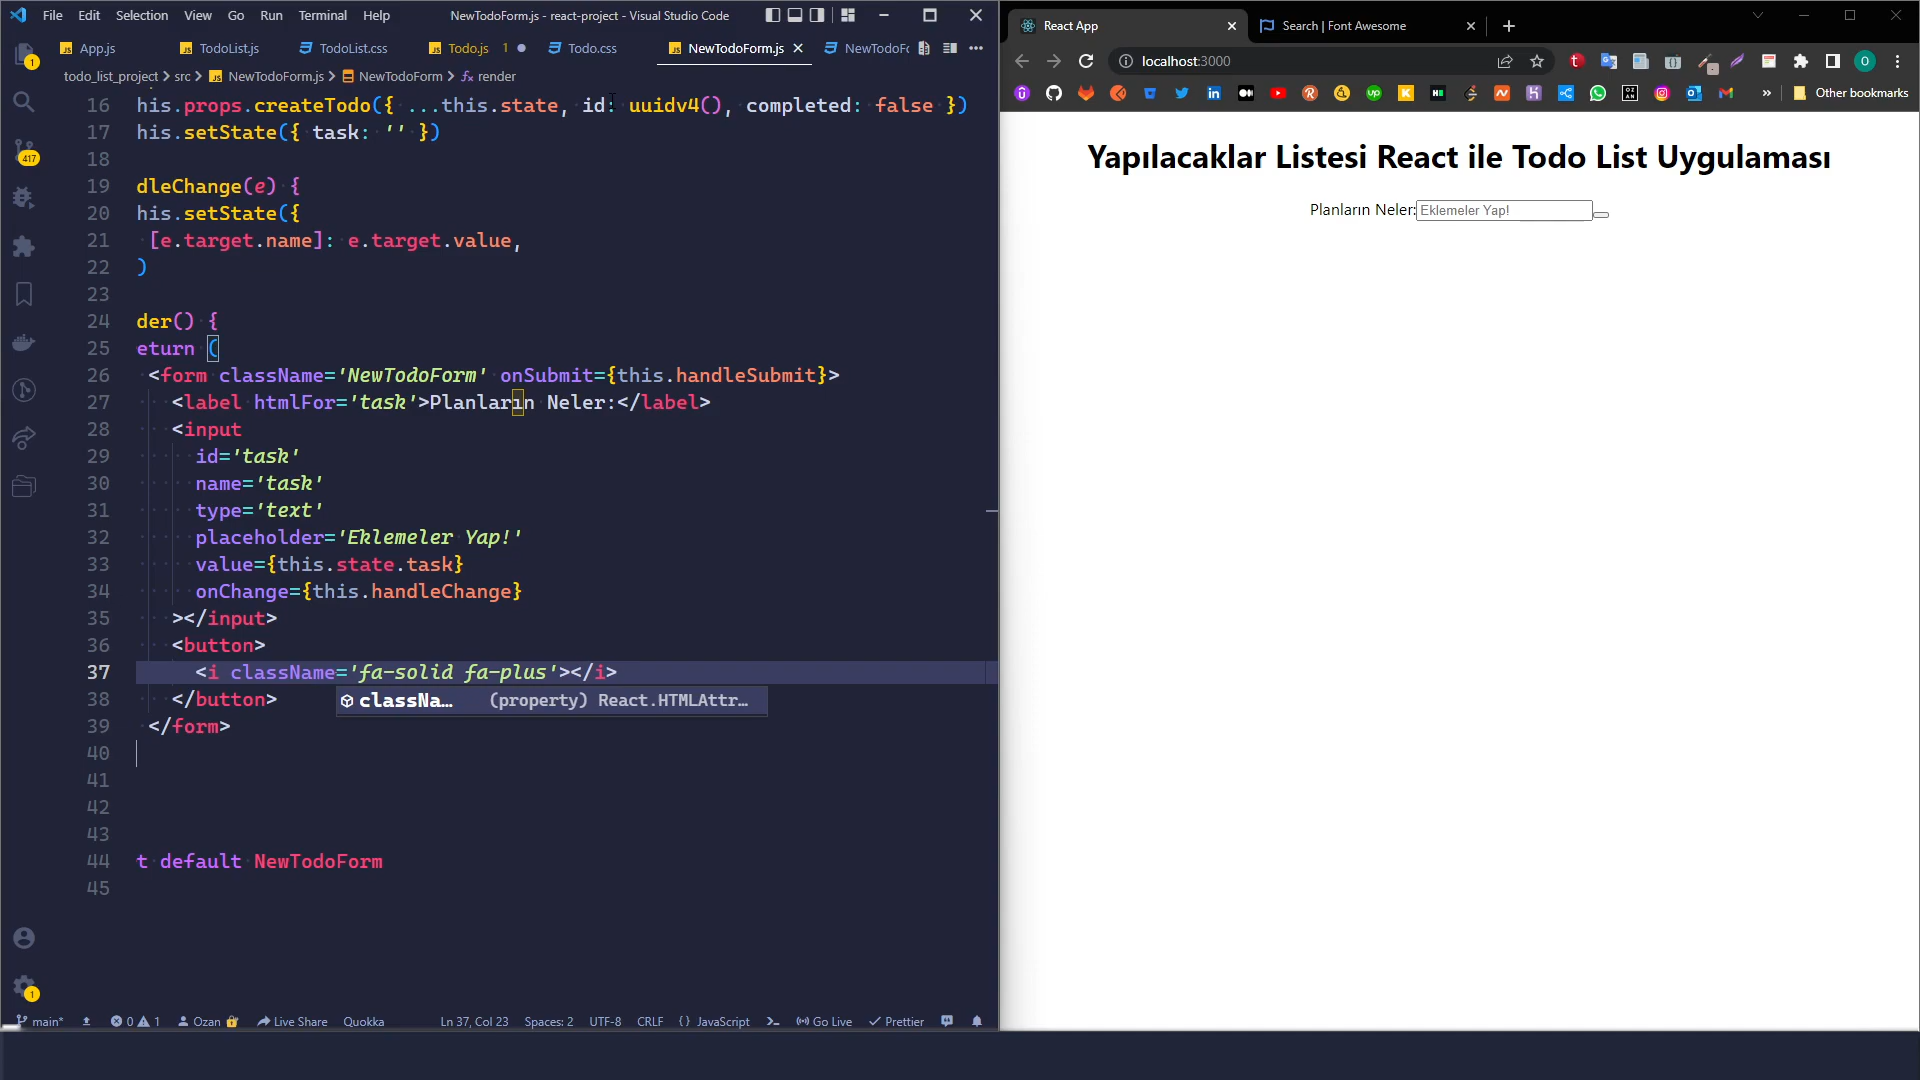 File Edit Selection View Go Run Terminal Help
NewTodoForm.js - react-project - Visual Studio Code
App.js TodoList.js TodoList.css Todo.js 1 Todo.css NewTodoForm.js NewTodoFo
todo_list_project > src > NewTodoForm.js > NewTodoForm > render
16 his.props.createTodo({ ...this.state, id: uuidv4(), completed: false })
17 his.setState({ task: '' })
18
19 dleChange(e) {
20 his.setState({
21 [e.target.name]: e.target.value,
22 )
23
24 der() {
25 eturn (
26 <form className='NewTodoForm' onSubmit={this.handleSubmit}>
27 <label htmlFor='task'>Planların Neler:</label>
28 <input
29 id='task'
30 name='task'
31 type='text'
32 placeholder='Eklemeler Yap!'
33 value={this.state.task}
34 onChange={this.handleChange}
35 ></input>
36 <button>
37 <i className='fa-solid fa-plus'></i>
38 </button>
classNa… (property) React.HTMLAttr…
39 </form>
40
41
42
43
44 t default NewTodoForm
45
1
417
1
main* 0 1 Ozan Live Share Quokka Ln 37, Col 23 Spaces: 2 UTF-8 CRLF {} JavaScript Go Live Prettier
React App
Search | Font Awesome
localhost:3000
O
Other bookmarks
Yapılacaklar Listesi React ile Todo List Uygulaması
Planların Neler: Eklemeler Yap!